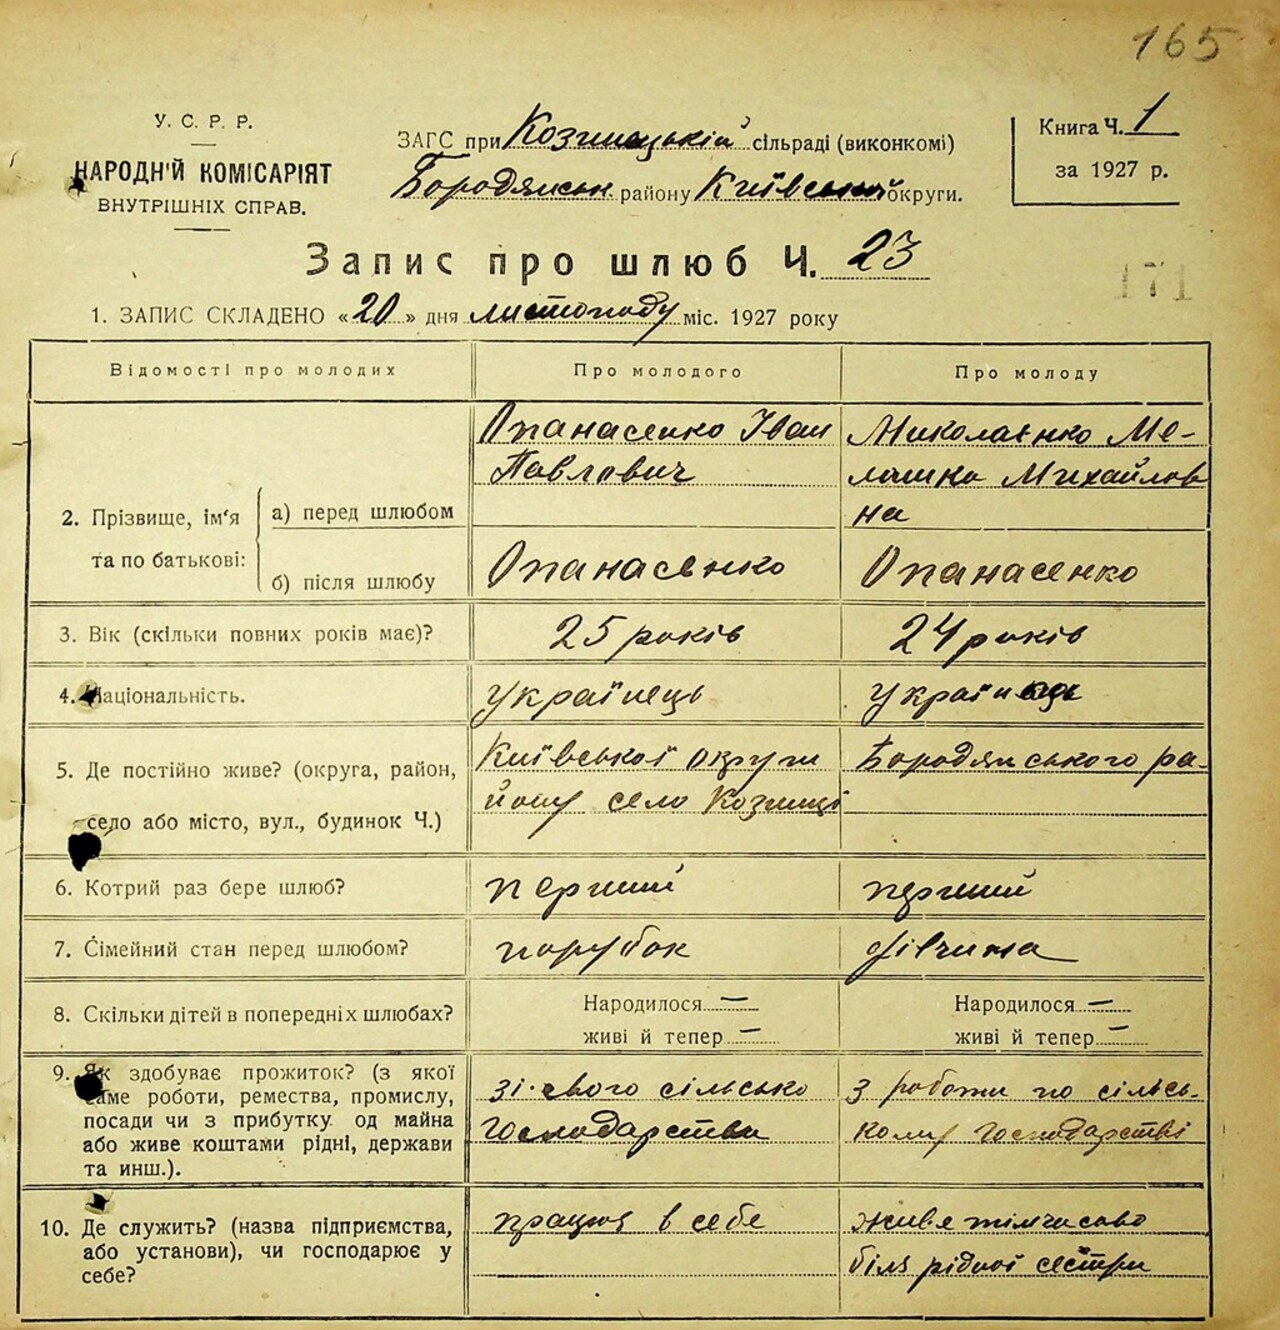 165
У. С. Р. Р.
НАРОДНІЙ КОМІСАРІЯТ
ВНУТРІШНІХ СПРАВ.
ЗАГС при Козинецькій сільраді (виконкомі)
Бородянськ. району Київської округи.
Книга Ч. 1
за 1927 р.
Запис про шлюб Ч. 23
171
1. ЗАПИС СКЛАДЕНО «20» дня листопаду міс. 1927 року
Відомості про молодих
Про молодого
Про молоду
2. Прізвище, ім'я та по батькові:
а) перед шлюбом
Опанасенко Іван
Павлович
Миколаєнко Ме-
лашка Михайлов
на
б) після шлюбу
Опанасенко
Опанасенко
3. Вік (скільки повних років має)?
25 років
24 років
4. Національність.
Українець
Українець
5. Де постійно живе? (округа, район,
село або місто, вул., будинок Ч.)
Київської округи Бородянського ра-
йону село Козинці
6. Котрий раз бере шлюб?
перший
перший
7. Сімейний стан перед шлюбом?
парубок
дівчина
8. Скільки дітей в попередніх шлюбах?
Народилося —
живі й тепер —
Народилося —
живі й тепер —
9. Як здобуває прожиток? (з якої
саме роботи, ремества, промислу,
посади чи з прибутку од майна
або живе коштами рідні, держави
та инш.).
зі свого сільсько
господарства
з роботи по сільсь-
кому господарстві
10. Де служить? (назва підприємства,
або установи), чи господарює у
себе?
працює в себе
живе тімчасово
біля рідної сестри